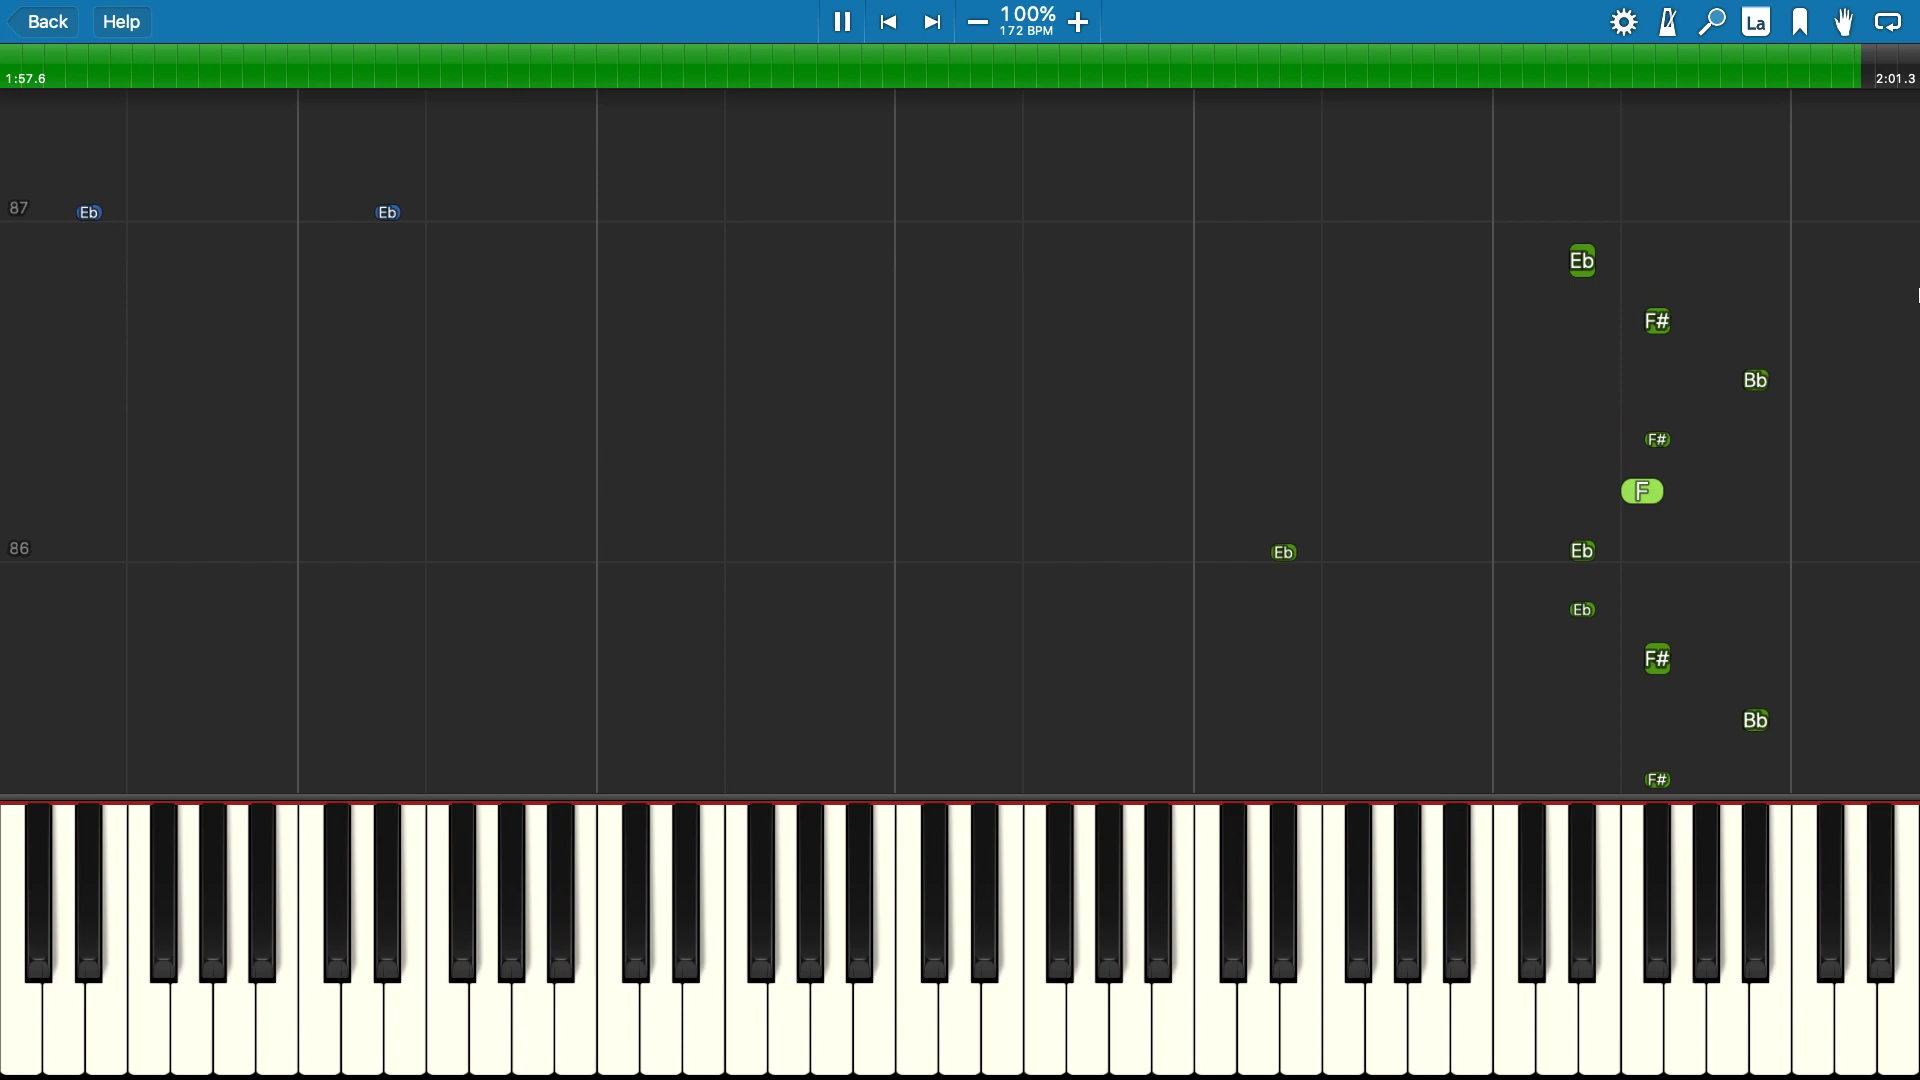 Back Help 100% La
172 BPM
1:57.6 2:01.3
87 Eb Eb
Eb
F#
Bb
F#
F
86 Eb Eb
Eb
F#
Bb
F#